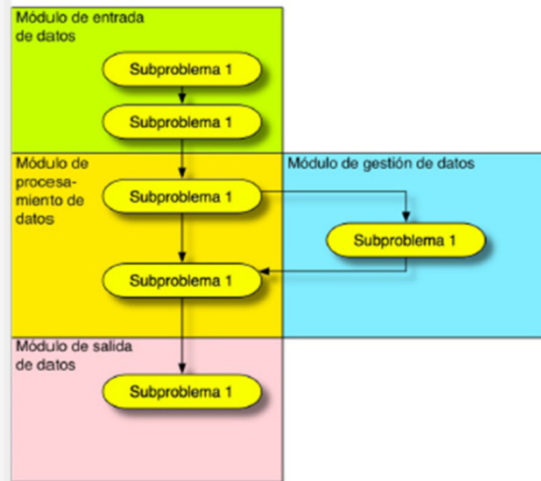 Módulo de entrada
de datos
Subproblema 1
Subproblema 1
Módulo de
procesa-
miento de
datos
Subproblema 1
Subproblema 1
Módulo de gestión de datos
Subproblema 1
Módulo de salida
de datos
Subproblema 1